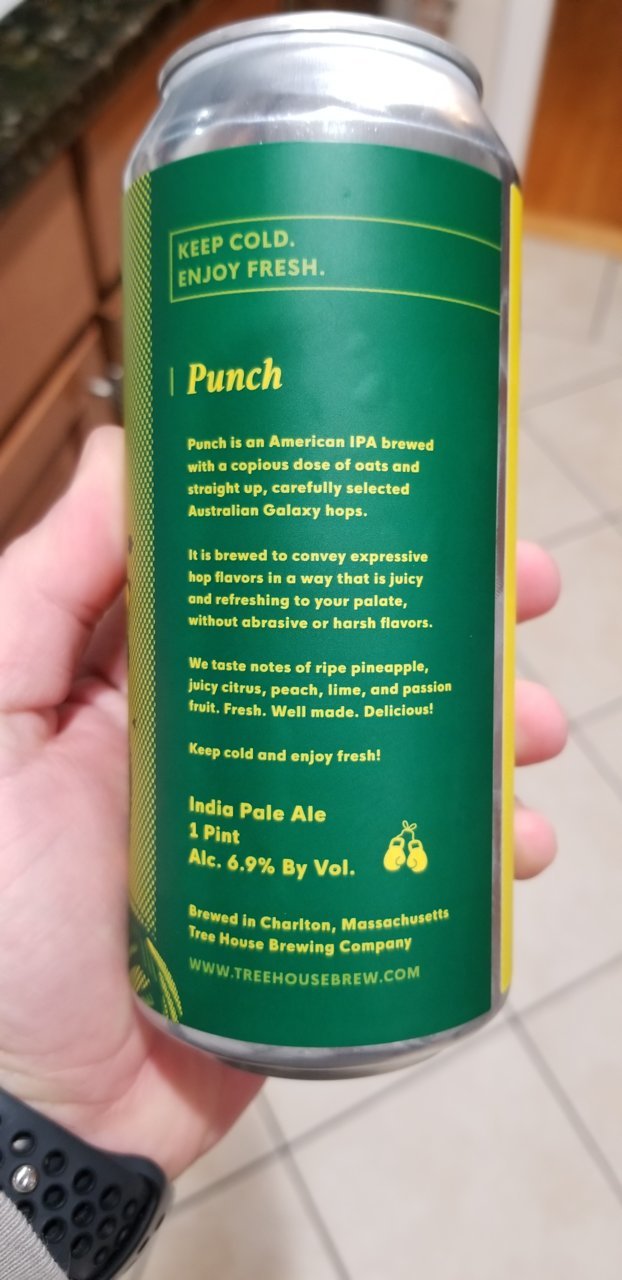 KEEP COLD.
ENJOY FRESH.
Punch
Punch is an American IPA brewed
with a copious dose of oats and
straight up, carefully selected
Australian Galaxy hops.
It is brewed to convey expressive
hop flavors in a way that is juicy
and refreshing to your palate,
without abrasive or harsh flavors.
We taste notes of ripe pineapple,
juicy citrus, peach, lime, and passion
fruit. Fresh. Well made. Delicious!
Keep cold and enjoy fresh!
India Pale Ale
1 Pint
Alc. 6.9% By Vol.
Brewed in Charlton, Massachusetts
Tree House Brewing Company
WWW.TREEHOUSEBREW.COM